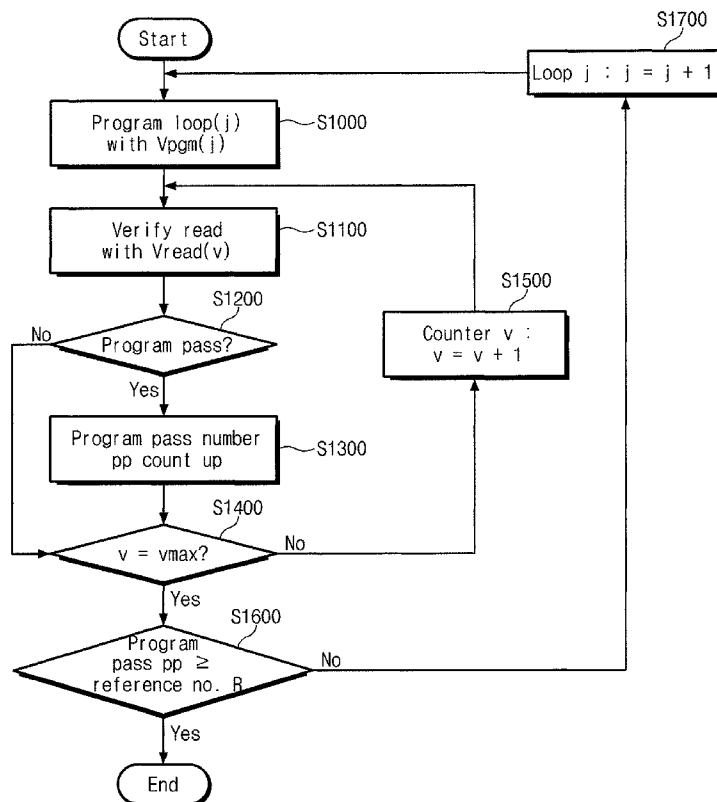 Start
S1700
Loop j : j = j + 1
Program loop(j)
with Vpgm(j)
S1000
Verify read
with Vread(v)
S1100
S1200
No
Program pass?
Yes
S1500
Counter v :
v = v + 1
Program pass number
pp count up
S1300
S1400
v = vmax?
No
Yes
S1600
Program
pass pp ≥
reference no. R
No
Yes
End